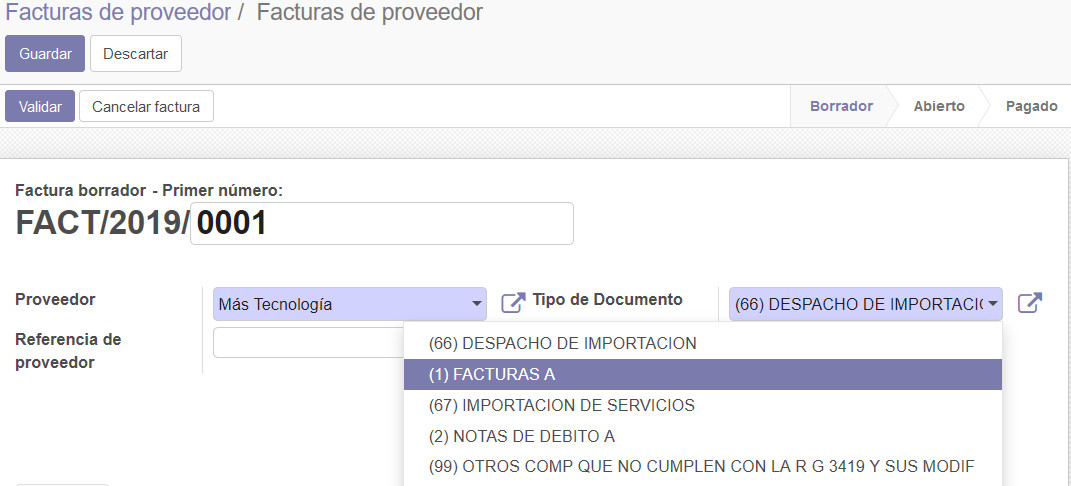 Facturas de proveedor / Facturas de proveedor
Guardar Descartar
Validar Cancelar factura Borrador Abierto Pagado
Factura borrador - Primer número:
FACT/2019/ 0001
Proveedor Más Tecnología Tipo de Documento (66) DESPACHO DE IMPORTACI
Referencia de
proveedor
(66) DESPACHO DE IMPORTACION
(1) FACTURAS A
(67) IMPORTACION DE SERVICIOS
(2) NOTAS DE DEBITO A
(99) OTROS COMP QUE NO CUMPLEN CON LA R G 3419 Y SUS MODIF